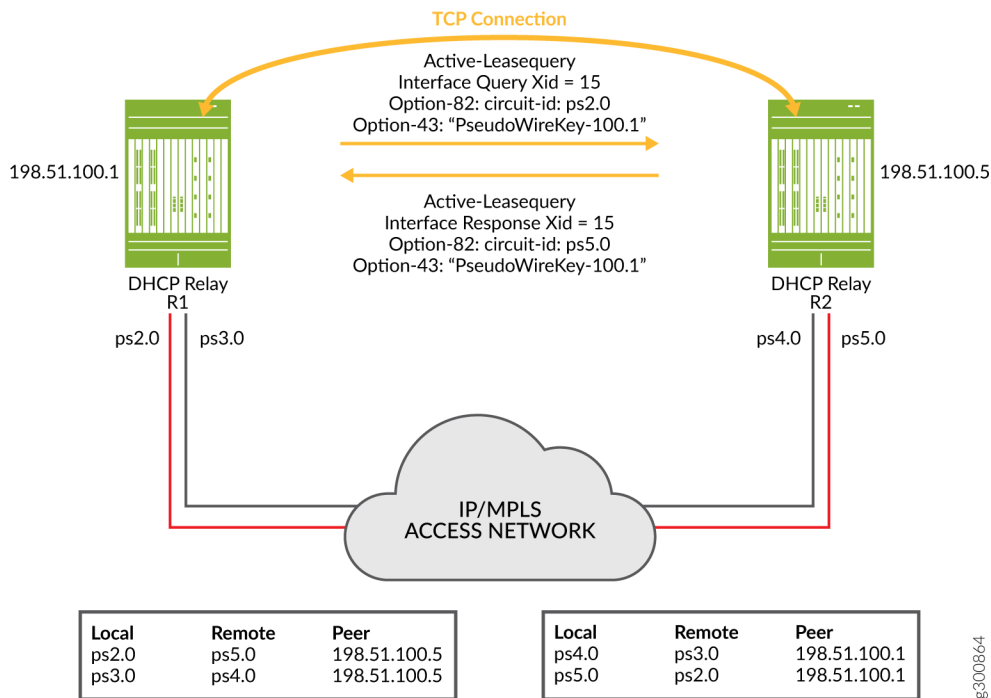 TCP Connection
Active-Leasequery
Interface Query Xid = 15
Option-82: circuit-id: ps2.0
Option-43: “PseudoWireKey-100.1”
198.51.100.1
198.51.100.5
Active-Leasequery
Interface Response Xid = 15
Option-82: circuit-id: ps5.0
Option-43: “PseudoWireKey-100.1”
DHCP Relay
R1
DHCP Relay
R2
ps2.0
ps3.0
ps4.0
ps5.0
IP/MPLS
ACCESS NETWORK
Local Remote Peer
ps2.0 ps5.0 198.51.100.5
ps3.0 ps4.0 198.51.100.5
Local Remote Peer
ps4.0 ps3.0 198.51.100.1
ps5.0 ps2.0 198.51.100.1
g300864